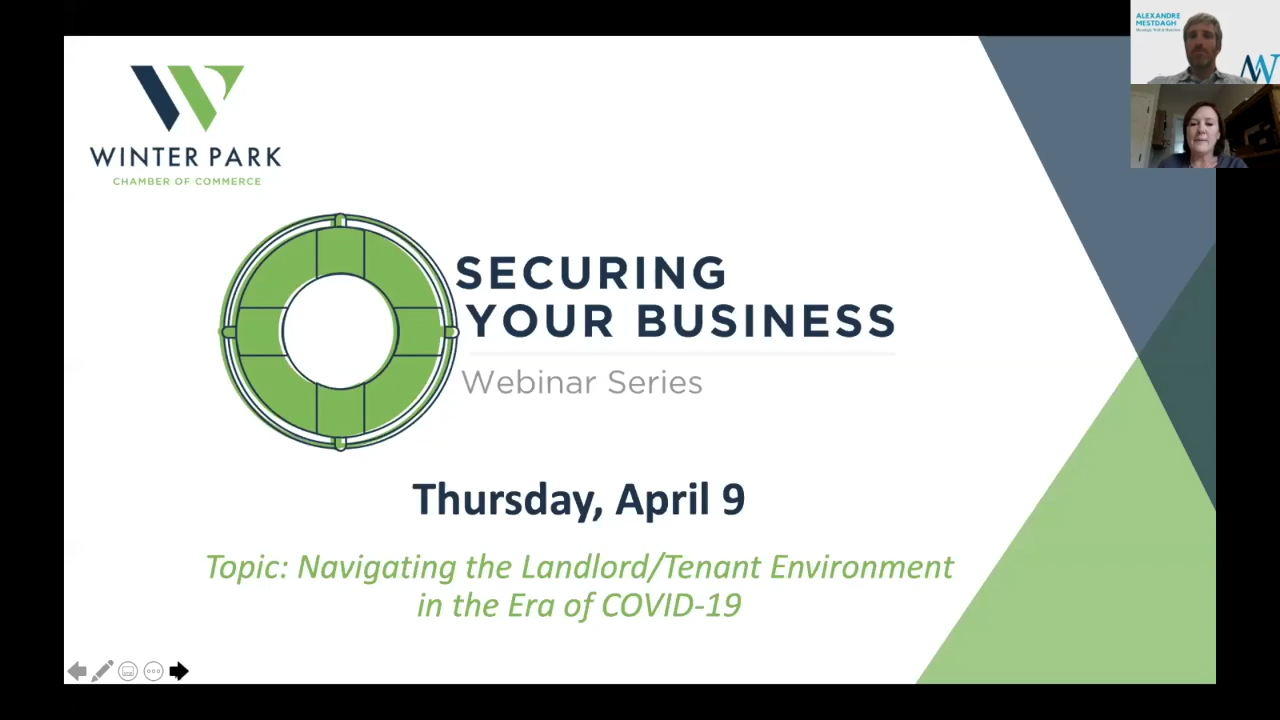 WINTER PARK
CHAMBER OF COMMERCE
ALEXANDRE
MESTDAGH
SECURING
YOUR BUSINESS
Webinar Series
Thursday, April 9
Topic: Navigating the Landlord/Tenant Environment
in the Era of COVID-19